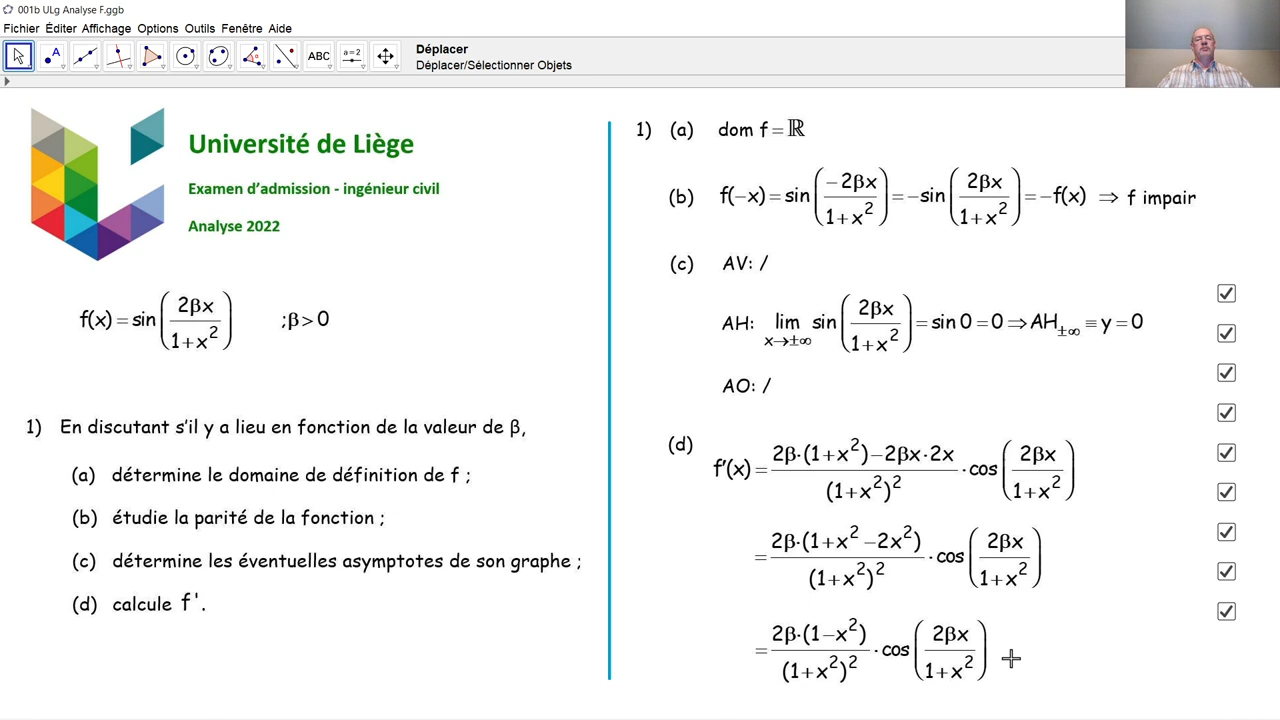 001b ULg Analyse F.ggb
Fichier Éditer Affichage Options Outils Fenêtre Aide
A
ABC
a=2
Déplacer
Déplacer/Sélectionner Objets
Université de Liège
Examen d'admission - ingénieur civil
Analyse 2022
f(x) = sin(2βx / (1+x²)) ;β > 0
1) En discutant s'il y a lieu en fonction de la valeur de β,
(a) détermine le domaine de définition de f ;
(b) étudie la parité de la fonction ;
(c) détermine les éventuelles asymptotes de son graphe ;
(d) calcule f'.
1) (a) dom f = ℝ
(b) f(-x) = sin(-2βx / (1+x²)) = -sin(2βx / (1+x²)) = -f(x) ⇒ f impair
(c) AV: /
AH: lim x→±∞ sin(2βx / (1+x²)) = sin 0 = 0 ⇒ AH±∞ ≡ y = 0
AO: /
(d) f'(x) = (2β·(1+x²)-2βx·2x) / (1+x²)² · cos(2βx / (1+x²))
= (2β·(1+x²-2x²)) / (1+x²)² · cos(2βx / (1+x²))
= (2β·(1-x²)) / (1+x²)² · cos(2βx / (1+x²))